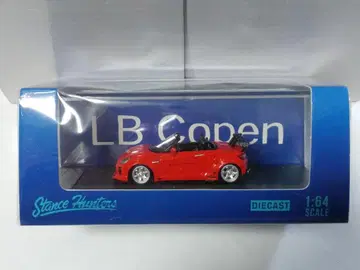 LB Copen
Stance Hunters
DIECAST
1:64
SCALE